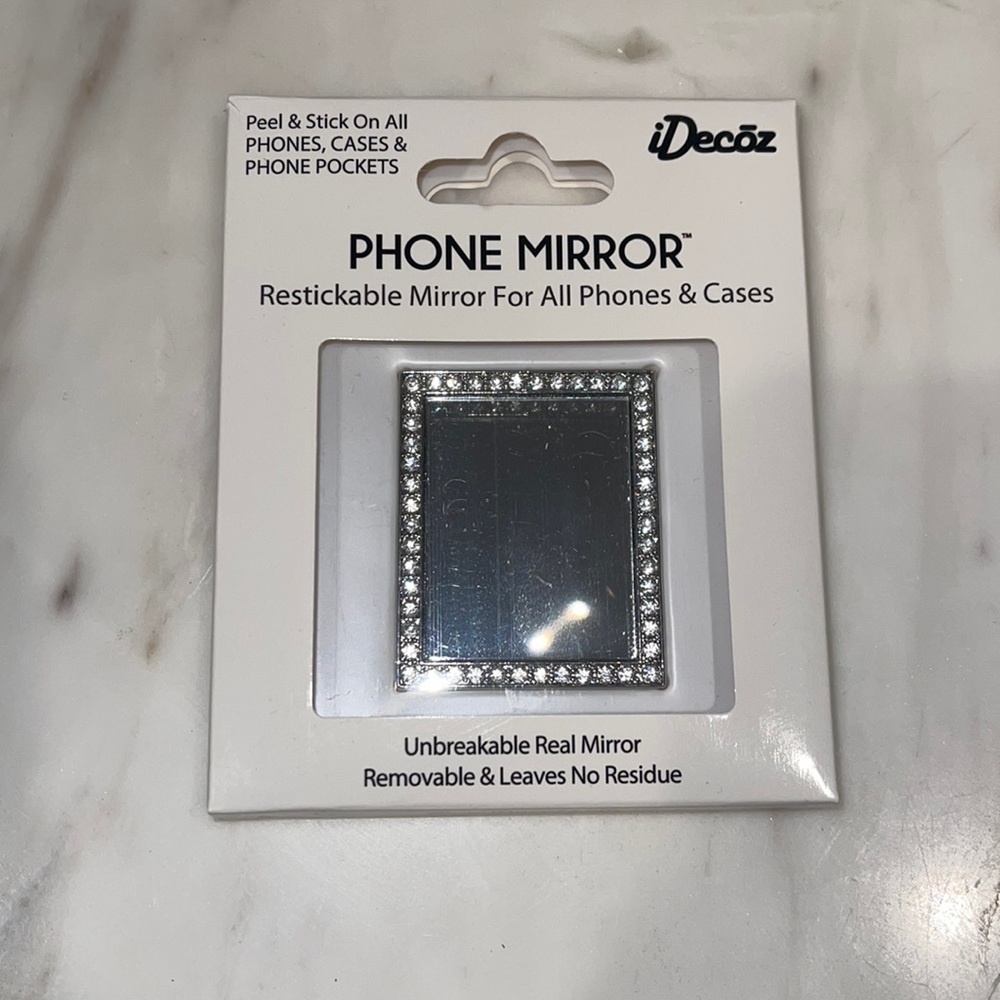 Peel & Stick On All
PHONES, CASES &
PHONE POCKETS
iDecōz
PHONE MIRROR™
Restickable Mirror For All Phones & Cases
Unbreakable Real Mirror
Removable & Leaves No Residue